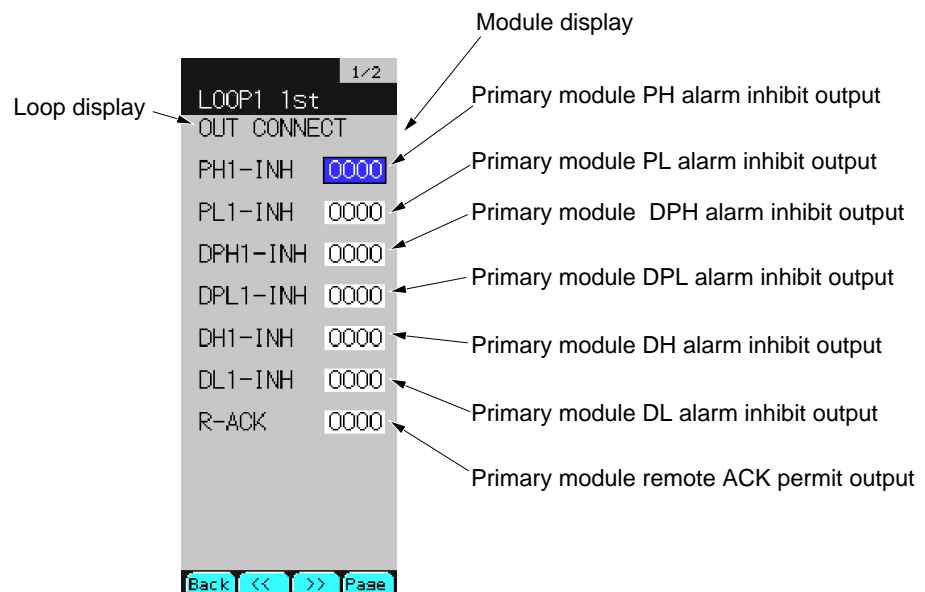 Module display
1/2
LOOP1 1st
Loop display
OUT CONNECT
Primary module PH alarm inhibit output
PH1-INH 0000
Primary module PL alarm inhibit output
PL1-INH 0000
Primary module DPH alarm inhibit output
DPH1-INH 0000
Primary module DPL alarm inhibit output
DPL1-INH 0000
DH1-INH 0000
Primary module DH alarm inhibit output
DL1-INH 0000
Primary module DL alarm inhibit output
R-ACK 0000
Primary module remote ACK permit output
Back << >> Page